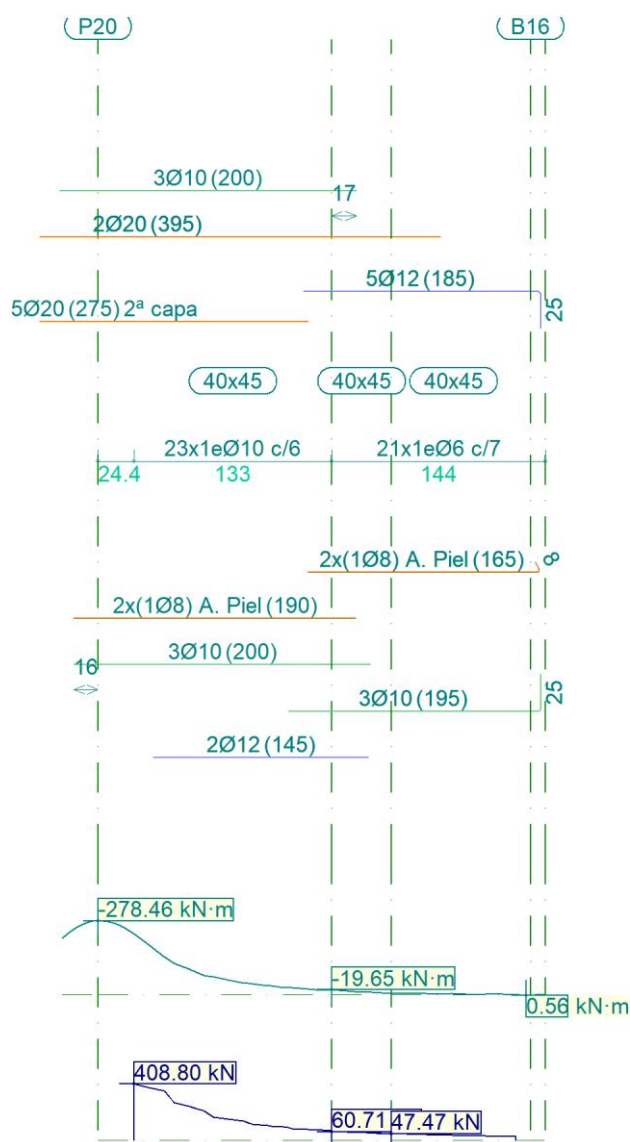 P20 B16
3Ø10 (200)
17
2Ø20 (395)
5Ø12 (185)
25
5Ø20 (275) 2ª capa
40x45 40x45 40x45
23x1eØ10 c/6 21x1eØ6 c/7
24.4 133 144
2x(1Ø8) A. Piel (165) 8
2x(1Ø8) A. Piel (190)
3Ø10 (200)
16
3Ø10 (195) 25
2Ø12 (145)
-278.46 kN·m
-19.65 kN·m
0.56 kN·m
408.80 kN
60.71 47.47 kN